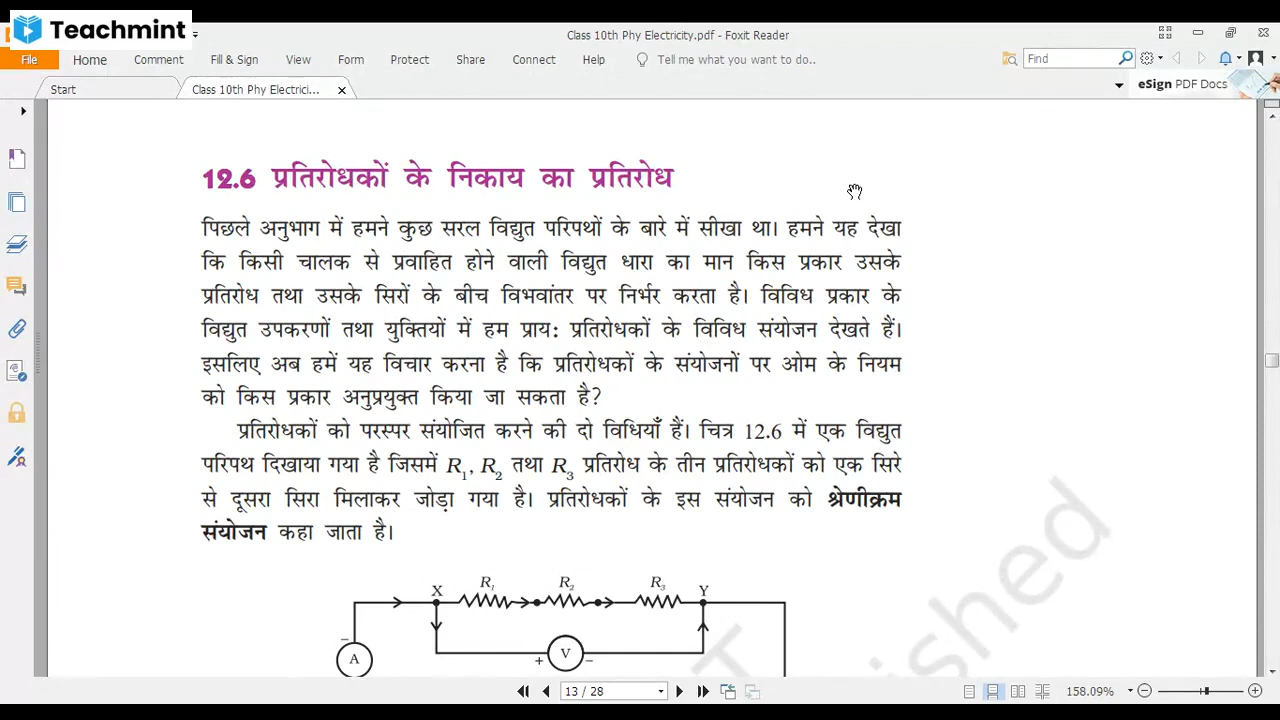 Teachmint
Class 10th Phy Electricity.pdf - Foxit Reader
File Home Comment Fill & Sign View Form Protect Share Connect Help Tell me what you want to do.. Find
Start Class 10th Phy Electrici... eSign PDF Docs
12.6 प्रतिरोधकों के निकाय का प्रतिरोध
पिछले अनुभाग में हमने कुछ सरल विद्युत परिपथों के बारे में सीखा था। हमने यह देखा
कि किसी चालक से प्रवाहित होने वाली विद्युत धारा का मान किस प्रकार उसके
प्रतिरोध तथा उसके सिरों के बीच विभवांतर पर निर्भर करता है। विविध प्रकार के
विद्युत उपकरणों तथा युक्तियों में हम प्राय: प्रतिरोधकों के विविध संयोजन देखते हैं।
इसलिए अब हमें यह विचार करना है कि प्रतिरोधकों के संयोजनों पर ओम के नियम
को किस प्रकार अनुप्रयुक्त किया जा सकता है?
प्रतिरोधकों को परस्पर संयोजित करने की दो विधियाँ हैं। चित्र 12.6 में एक विद्युत
परिपथ दिखाया गया है जिसमें R1, R2 तथा R3 प्रतिरोध के तीन प्रतिरोधकों को एक सिरे
से दूसरा सिरा मिलाकर जोड़ा गया है। प्रतिरोधकों के इस संयोजन को श्रेणीक्रम
संयोजन कहा जाता है।
X R1 R2 R3 Y
− A + V −
13 / 28 158.09%